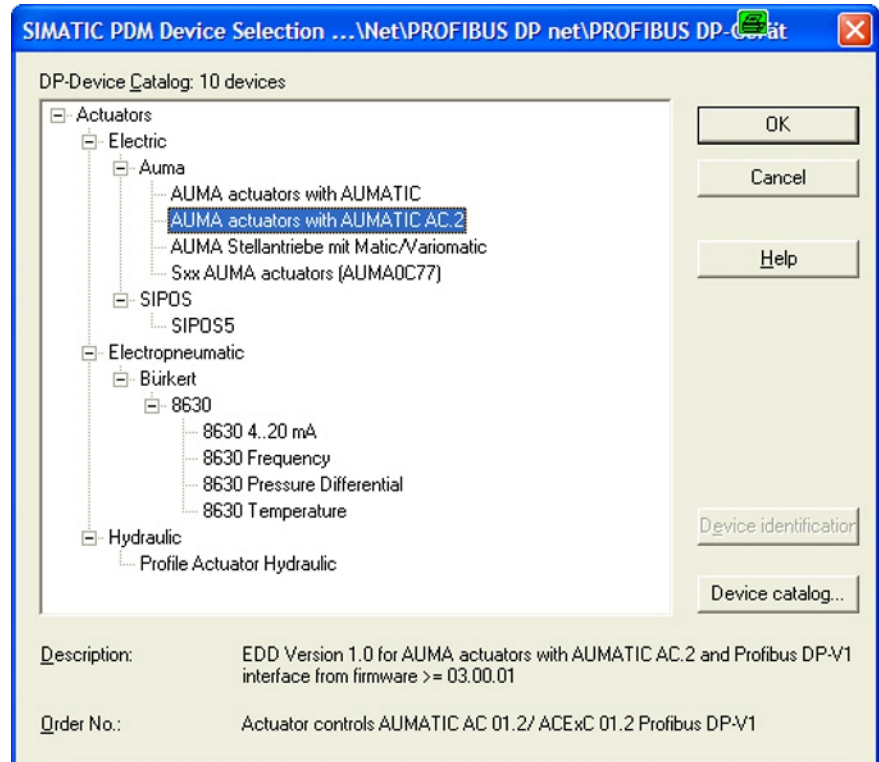 SIMATIC PDM Device Selection ...\Net\PROFIBUS DP net\PROFIBUS DP-Gerät
DP-Device Catalog: 10 devices
Actuators
Electric
Auma
AUMA actuators with AUMATIC
AUMA actuators with AUMATIC AC.2
AUMA Stellantriebe mit Matic/Variomatic
Sxx AUMA actuators (AUMA0C77)
SIPOS
SIPOS5
Electropneumatic
Bürkert
8630
8630 4..20 mA
8630 Frequency
8630 Pressure Differential
8630 Temperature
Hydraulic
Profile Actuator Hydraulic
OK
Cancel
Help
Device identification
Device catalog...
Description: EDD Version 1.0 for AUMA actuators with AUMATIC AC.2 and Profibus DP-V1
interface from firmware >= 03.00.01
Order No.: Actuator controls AUMATIC AC 01.2/ ACExC 01.2 Profibus DP-V1